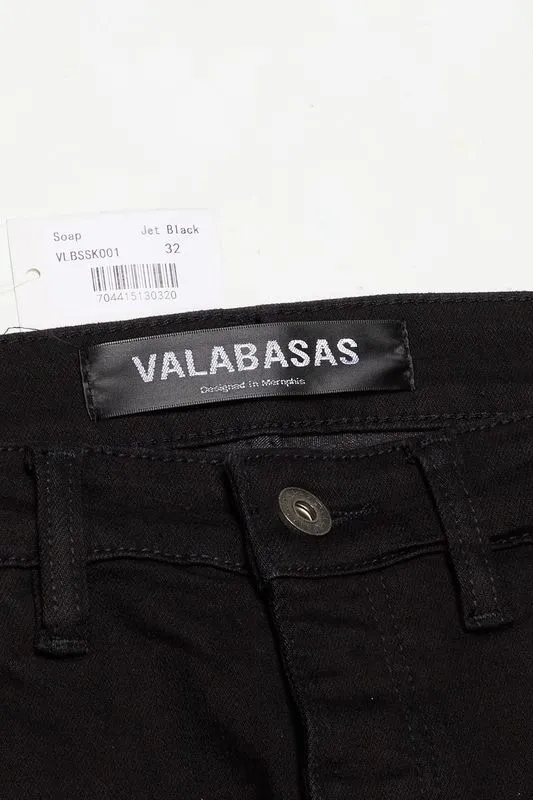 Soap Jet Black
VLBSSK001 32
704415130320
VALABASAS
Designed in Memphis